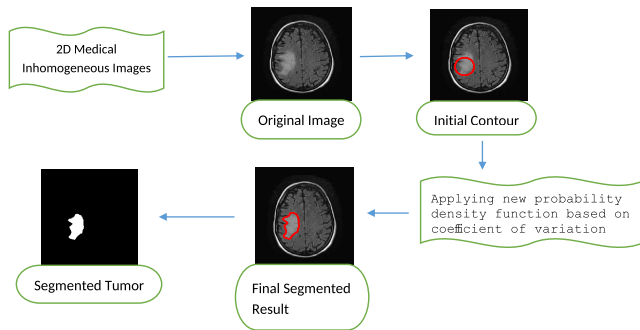 2D Medical
Inhomogeneous Images
Original Image
Initial Contour
Applying new probability
density function based on
coefficient of variation
Final Segmented
Result
Segmented Tumor